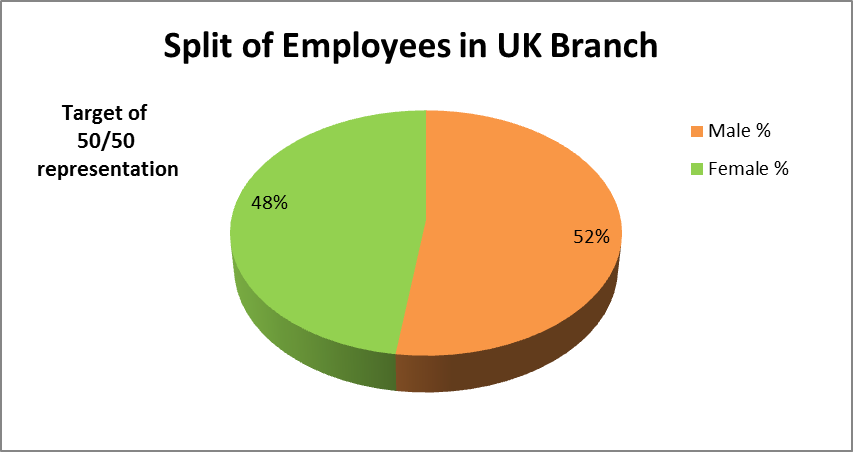 Split of Employees in UK Branch
Target of
50/50
representation
Male %
Female %
48%
52%